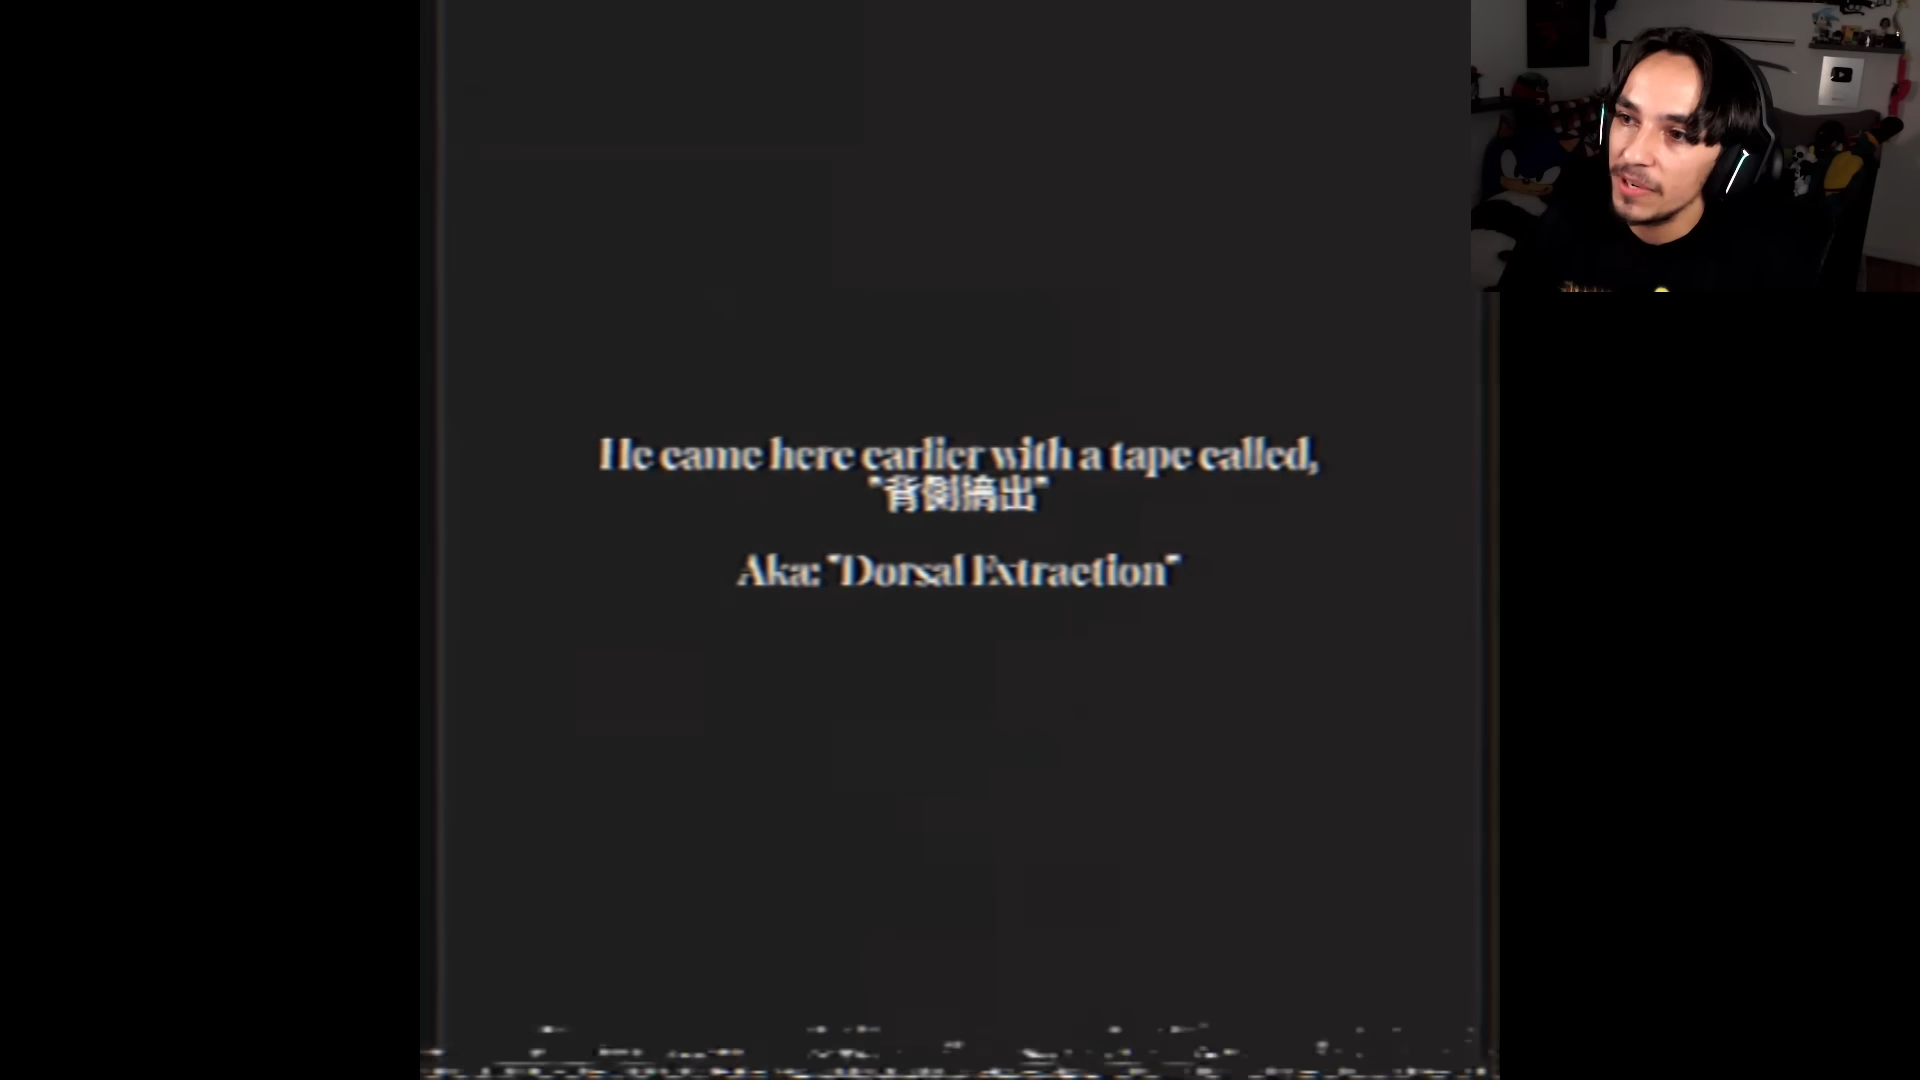 He came here earlier with a tape called,
"背側摘出"
Aka: "Dorsal Extraction"